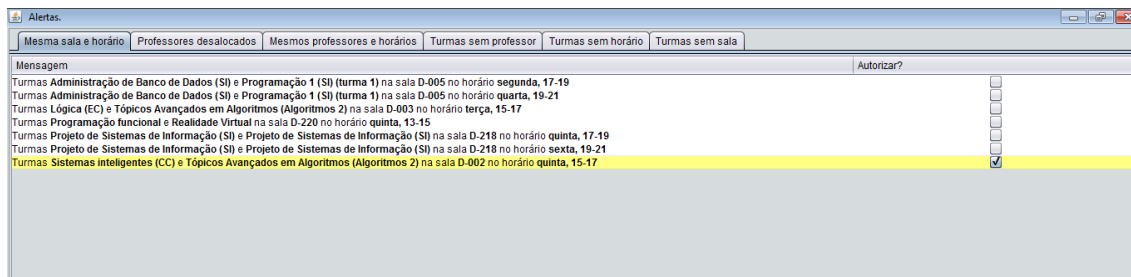 Alertas.
Mesma sala e horário Professores desalocados Mesmos professores e horários Turmas sem professor Turmas sem horário Turmas sem sala
Mensagem Autorizar?
Turmas Administração de Banco de Dados (SI) e Programação 1 (SI) (turma 1) na sala D-005 no horário segunda, 17-19
Turmas Administração de Banco de Dados (SI) e Programação 1 (SI) (turma 1) na sala D-005 no horário quarta, 19-21
Turmas Lógica (EC) e Tópicos Avançados em Algoritmos (Algoritmos 2) na sala D-003 no horário terça, 15-17
Turmas Programação funcional e Realidade Virtual na sala D-220 no horário quinta, 13-15
Turmas Projeto de Sistemas de Informação (SI) e Projeto de Sistemas de Informação (SI) na sala D-218 no horário quinta, 17-19
Turmas Projeto de Sistemas de Informação (SI) e Projeto de Sistemas de Informação (SI) na sala D-218 no horário sexta, 19-21
Turmas Sistemas inteligentes (CC) e Tópicos Avançados em Algoritmos (Algoritmos 2) na sala D-002 no horário quinta, 15-17